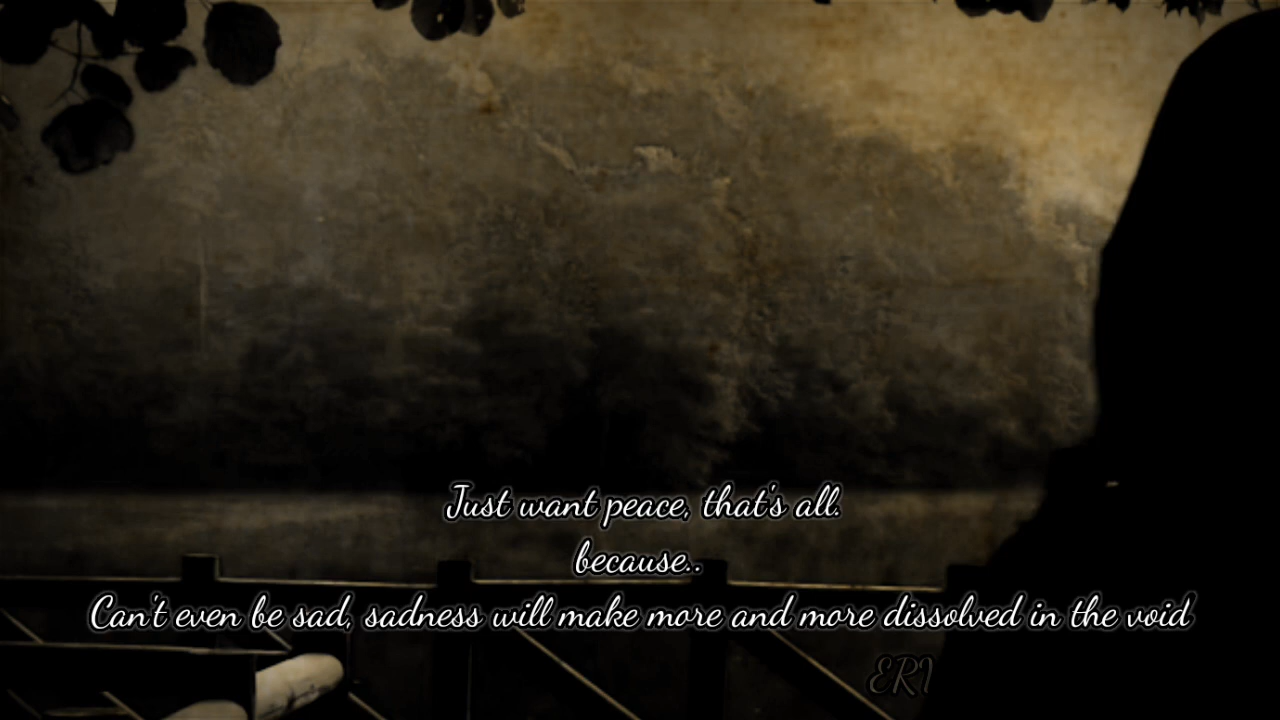 Just want peace, that's all.
because..
Can't even be sad, sadness will make more and more dissolved in the void
ERI